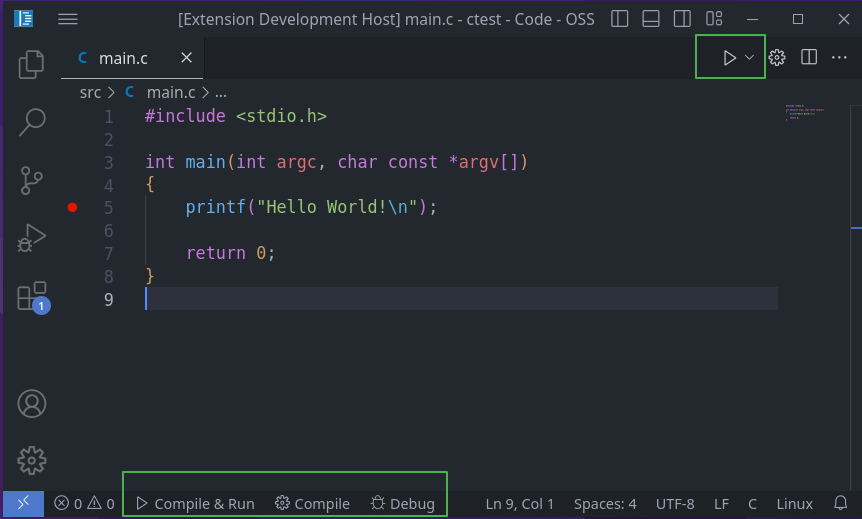 [Extension Development Host] main.c - ctest - Code - OSS
C main.c
src > C main.c > ...
1 #include <stdio.h>
2
3 int main(int argc, char const *argv[])
4 {
5     printf("Hello World!\n");
6
7     return 0;
8 }
9
1
0 0 Compile & Run Compile Debug Ln 9, Col 1 Spaces: 4 UTF-8 LF C Linux